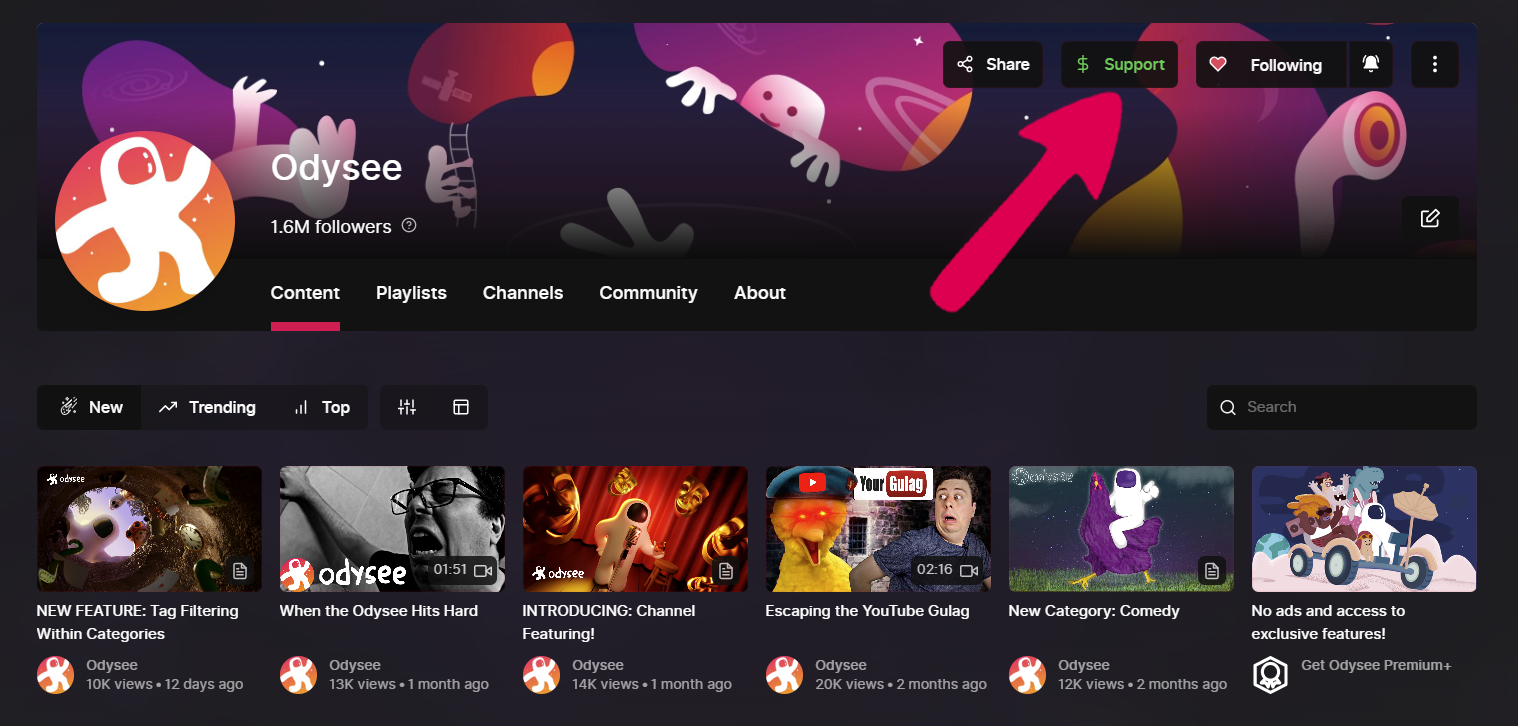 Share
Support
Following
Odysee
1.6M followers
Content Playlists Channels Community About
New Trending Top
Search
odysee
odysee
01:51
odysee
Your Gulag
02:16
NEW FEATURE: Tag Filtering
Within Categories
Odysee
10K views • 12 days ago
When the Odysee Hits Hard
Odysee
13K views • 1 month ago
INTRODUCING: Channel
Featuring!
Odysee
14K views • 1 month ago
Escaping the YouTube Gulag
Odysee
20K views • 2 months ago
New Category: Comedy
Odysee
12K views • 2 months ago
No ads and access to
exclusive features!
Get Odysee Premium+